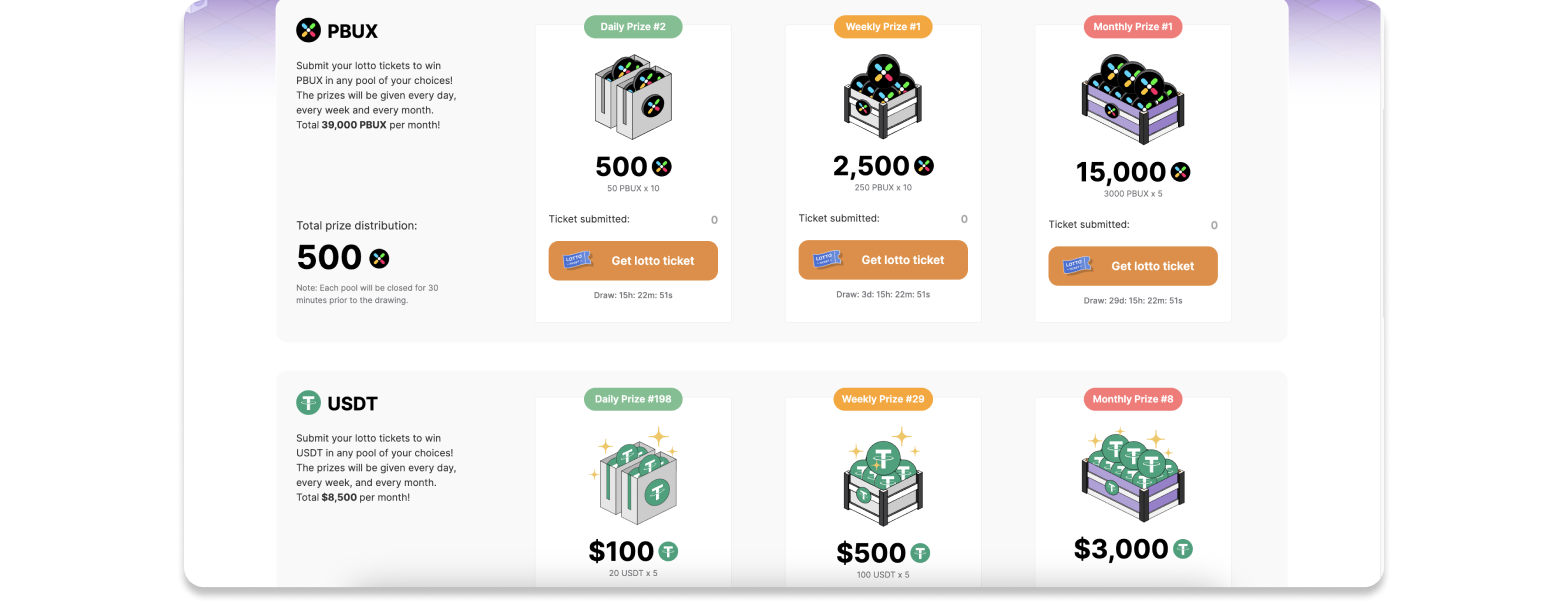 PBUX
Submit your lotto tickets to win
PBUX in any pool of your choices!
The prizes will be given every day,
every week and every month.
Total 39,000 PBUX per month!
Total prize distribution:
500
Note: Each pool will be closed for 30
minutes prior to the drawing.
Daily Prize #2
500
50 PBUX x 10
Ticket submitted: 0
LOTTO
Get lotto ticket
Draw: 15h: 22m: 51s
Weekly Prize #1
2,500
250 PBUX x 10
Ticket submitted: 0
LOTTO
Get lotto ticket
Draw: 3d: 15h: 22m: 51s
Monthly Prize #1
15,000
3000 PBUX x 5
Ticket submitted: 0
LOTTO
Get lotto ticket
Draw: 29d: 15h: 22m: 51s
USDT
Submit your lotto tickets to win
USDT in any pool of your choices!
The prizes will be given every day,
every week, and every month.
Total $8,500 per month!
Daily Prize #198
$100
20 USDT x 5
Weekly Prize #29
$500
100 USDT x 5
Monthly Prize #8
$3,000